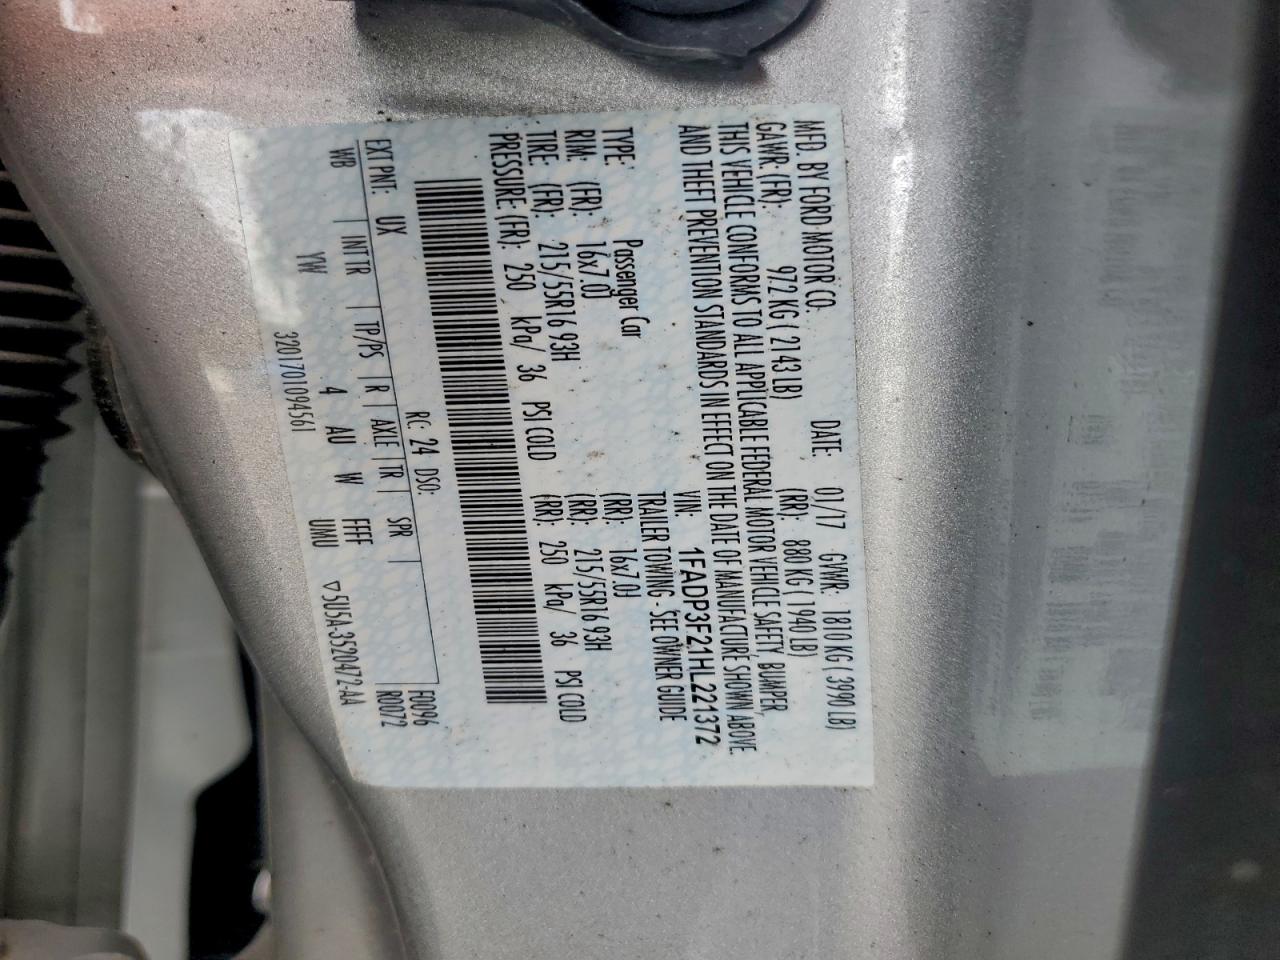 MFD. BY FORD MOTOR CO. DATE: 01/17 GVWR: 1810 KG ( 3990 LB)
GAWR (FR): 972 KG ( 2143 LB) (RR): 880 KG ( 1940 LB)
THIS VEHICLE CONFORMS TO ALL APPLICABLE FEDERAL MOTOR VEHICLE SAFETY, BUMPER,
AND THEFT PREVENTION STANDARDS IN EFFECT ON THE DATE OF MANUFACTURE SHOWN ABOVE.
VIN: 1FADP3F21HL221372
TYPE: Passenger Car TRAILER TOWING - SEE OWNER GUIDE
RIM: (FR): 16x7.0J (RR): 16x7.0J
TIRE: (FR): 215/55R16 93H (RR): 215/55R16 93H
PRESSURE: (FR): 250 kPa/ 36 PSI COLD (RR): 250 kPa/ 36 PSI COLD
EXT PNT: UX RC: 24 DSO: F0096
WB INT TR TP/PS R AXLE TR SPR R0072
YW 4 AU W FFFF
3201701094561 UMU ▽5U5A-3520472-AA